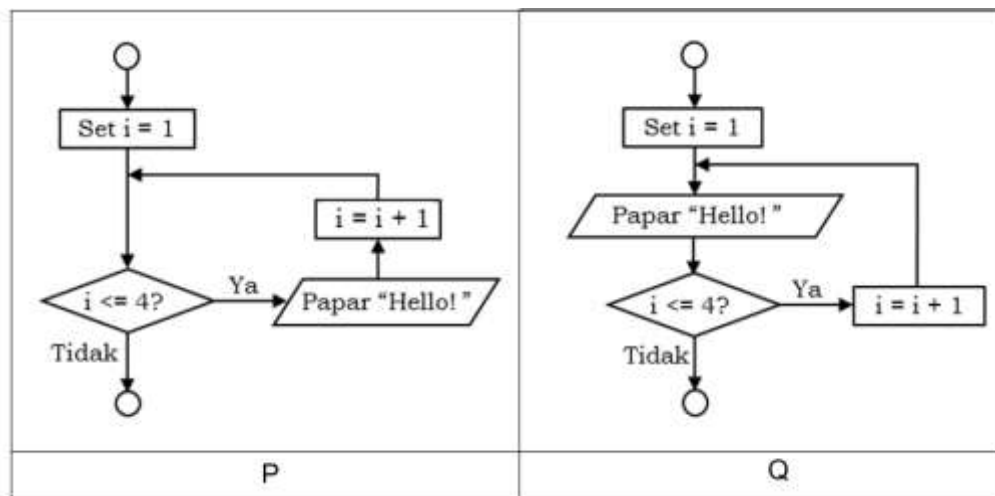 Set i = 1
i = i + 1
i <= 4?
Ya
Papar “Hello! ”
Tidak
P
Set i = 1
Papar “Hello! ”
i <= 4?
Ya
i = i + 1
Tidak
Q